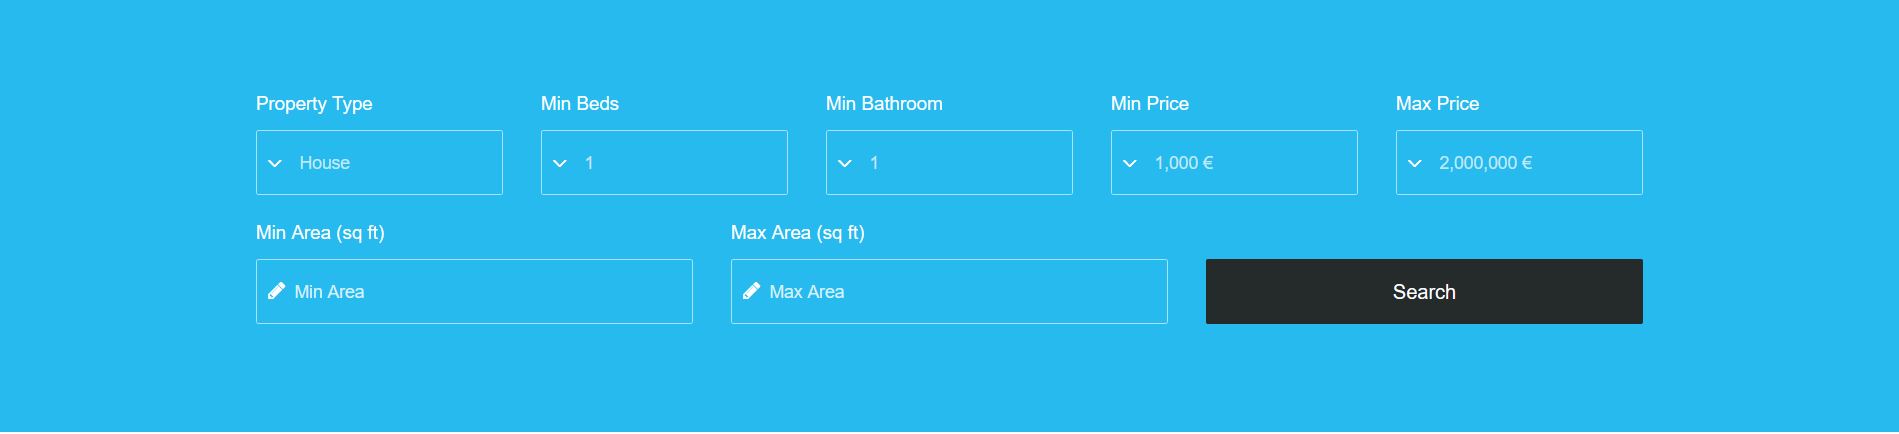 Property Type Min Beds Min Bathroom Min Price Max Price
House 1 1 1,000 € 2,000,000 €
Min Area (sq ft) Max Area (sq ft)
Min Area Max Area Search